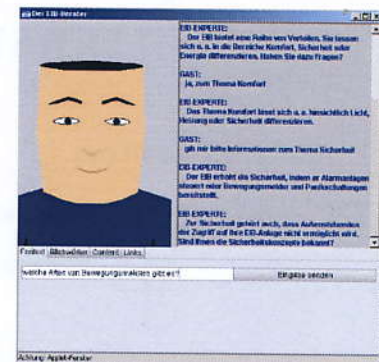 Der EIB-Berater
EIB-EXPERTE:
Der EIB bietet eine Reihe von Vorteilen. Sie lassen
sich u. a. in die Bereiche Komfort, Sicherheit oder
Energie differenzieren. Haben Sie dazu Fragen?
GAST:
ja, zum Thema Komfort
EIB-EXPERTE:
Das Thema Komfort lässt sich u. a. hinsichtlich Licht,
Heizung oder Sicherheit differenzieren.
GAST:
gib mir bitte Informationen zum Thema Sicherheit
EIB-EXPERTE:
Der EIB erhöht die Sicherheit, indem er Alarmanlagen
steuert oder Bewegungsmelder und Panikschaltungen
bereitstellt.
EIB-EXPERTE:
Zur Sicherheit gehört auch, dass Außenstehenden
der Zugriff auf Ihre EIB-Anlage nicht ermöglicht wird.
Sind Ihnen die Sicherheitskonzepte bekannt?
Freitext Stichwörter Content Links
welche Arten von Bewegungsmeldern gibt es?
Eingabe senden
Achtung: Applet-Fenster